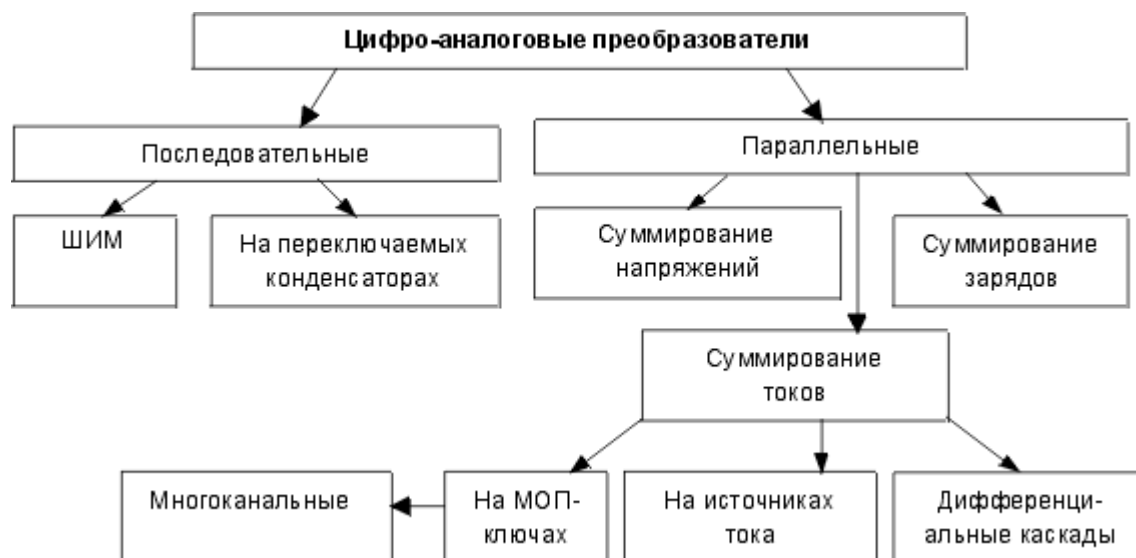 Цифро-аналоговые преобразователи
Последовательные
Параллельные
ШИМ
На переключаемых
конденсаторах
Суммирование
напряжений
Суммирование
зарядов
Суммирование
токов
Многоканальные
На МОП-
ключах
На источниках
тока
Дифференци-
альные каскады